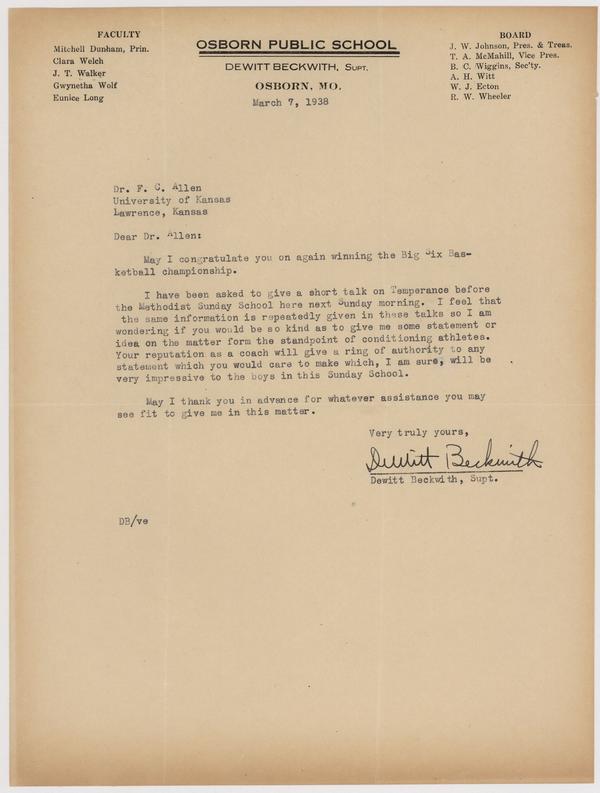 FACULTY
Mitchell Dunham, Prin.
Clara Welch
J. T. Walker
Gwynetha Wolf
Eunice Long
OSBORN PUBLIC SCHOOL
DEWITT BECKWITH, SUPT.
OSBORN, MO.
BOARD
J. W. Johnson, Pres. & Treas.
T. A. McMahill, Vice Pres.
B. C. Wiggins, Sec'ty.
A. H. Witt
W. J. Ecton
R. W. Wheeler
March 7, 1938
Dr. F. C. Allen
University of Kansas
Lawrence, Kansas
Dear Dr. Allen:
May I congratulate you on again winning the Big Six Bas-
ketball championship.
I have been asked to give a short talk on Temperance before
the Methodist Sunday School here next Sunday morning. I feel that
the same information is repeatedly given in these talks so I am
wondering if you would be so kind as to give me some statement or
idea on the matter form the standpoint of conditioning athletes.
Your reputation as a coach will give a ring of authority to any
statement which you would care to make which, I am sure, will be
very impressive to the boys in this Sunday School.
May I thank you in advance for whatever assistance you may
see fit to give me in this matter.
Very truly yours,
DeWitt Beckwith
Dewitt Beckwith, Supt.
DB/ve